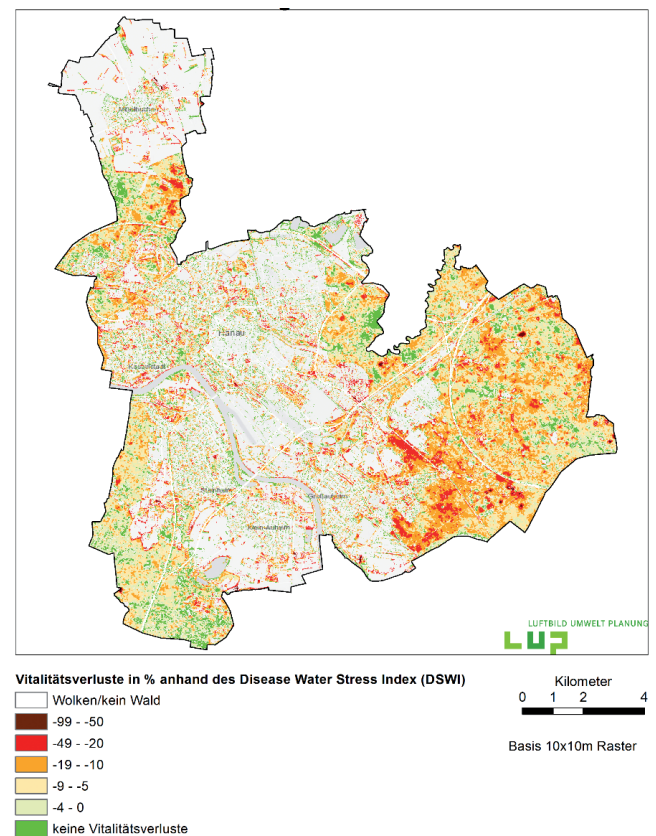 Mittelbuchen
Hanau
Kesselstadt
Steinheim
Großauheim
Klein-Auheim
LUFTBILD UMWELT PLANUNG
LUP
Vitalitätsverluste in % anhand des Disease Water Stress Index (DSWI)
Wolken/kein Wald
-99 - -50
-49 - -20
-19 - -10
-9 - -5
-4 - 0
keine Vitalitätsverluste
Kilometer
0 1 2 4
Basis 10x10m Raster